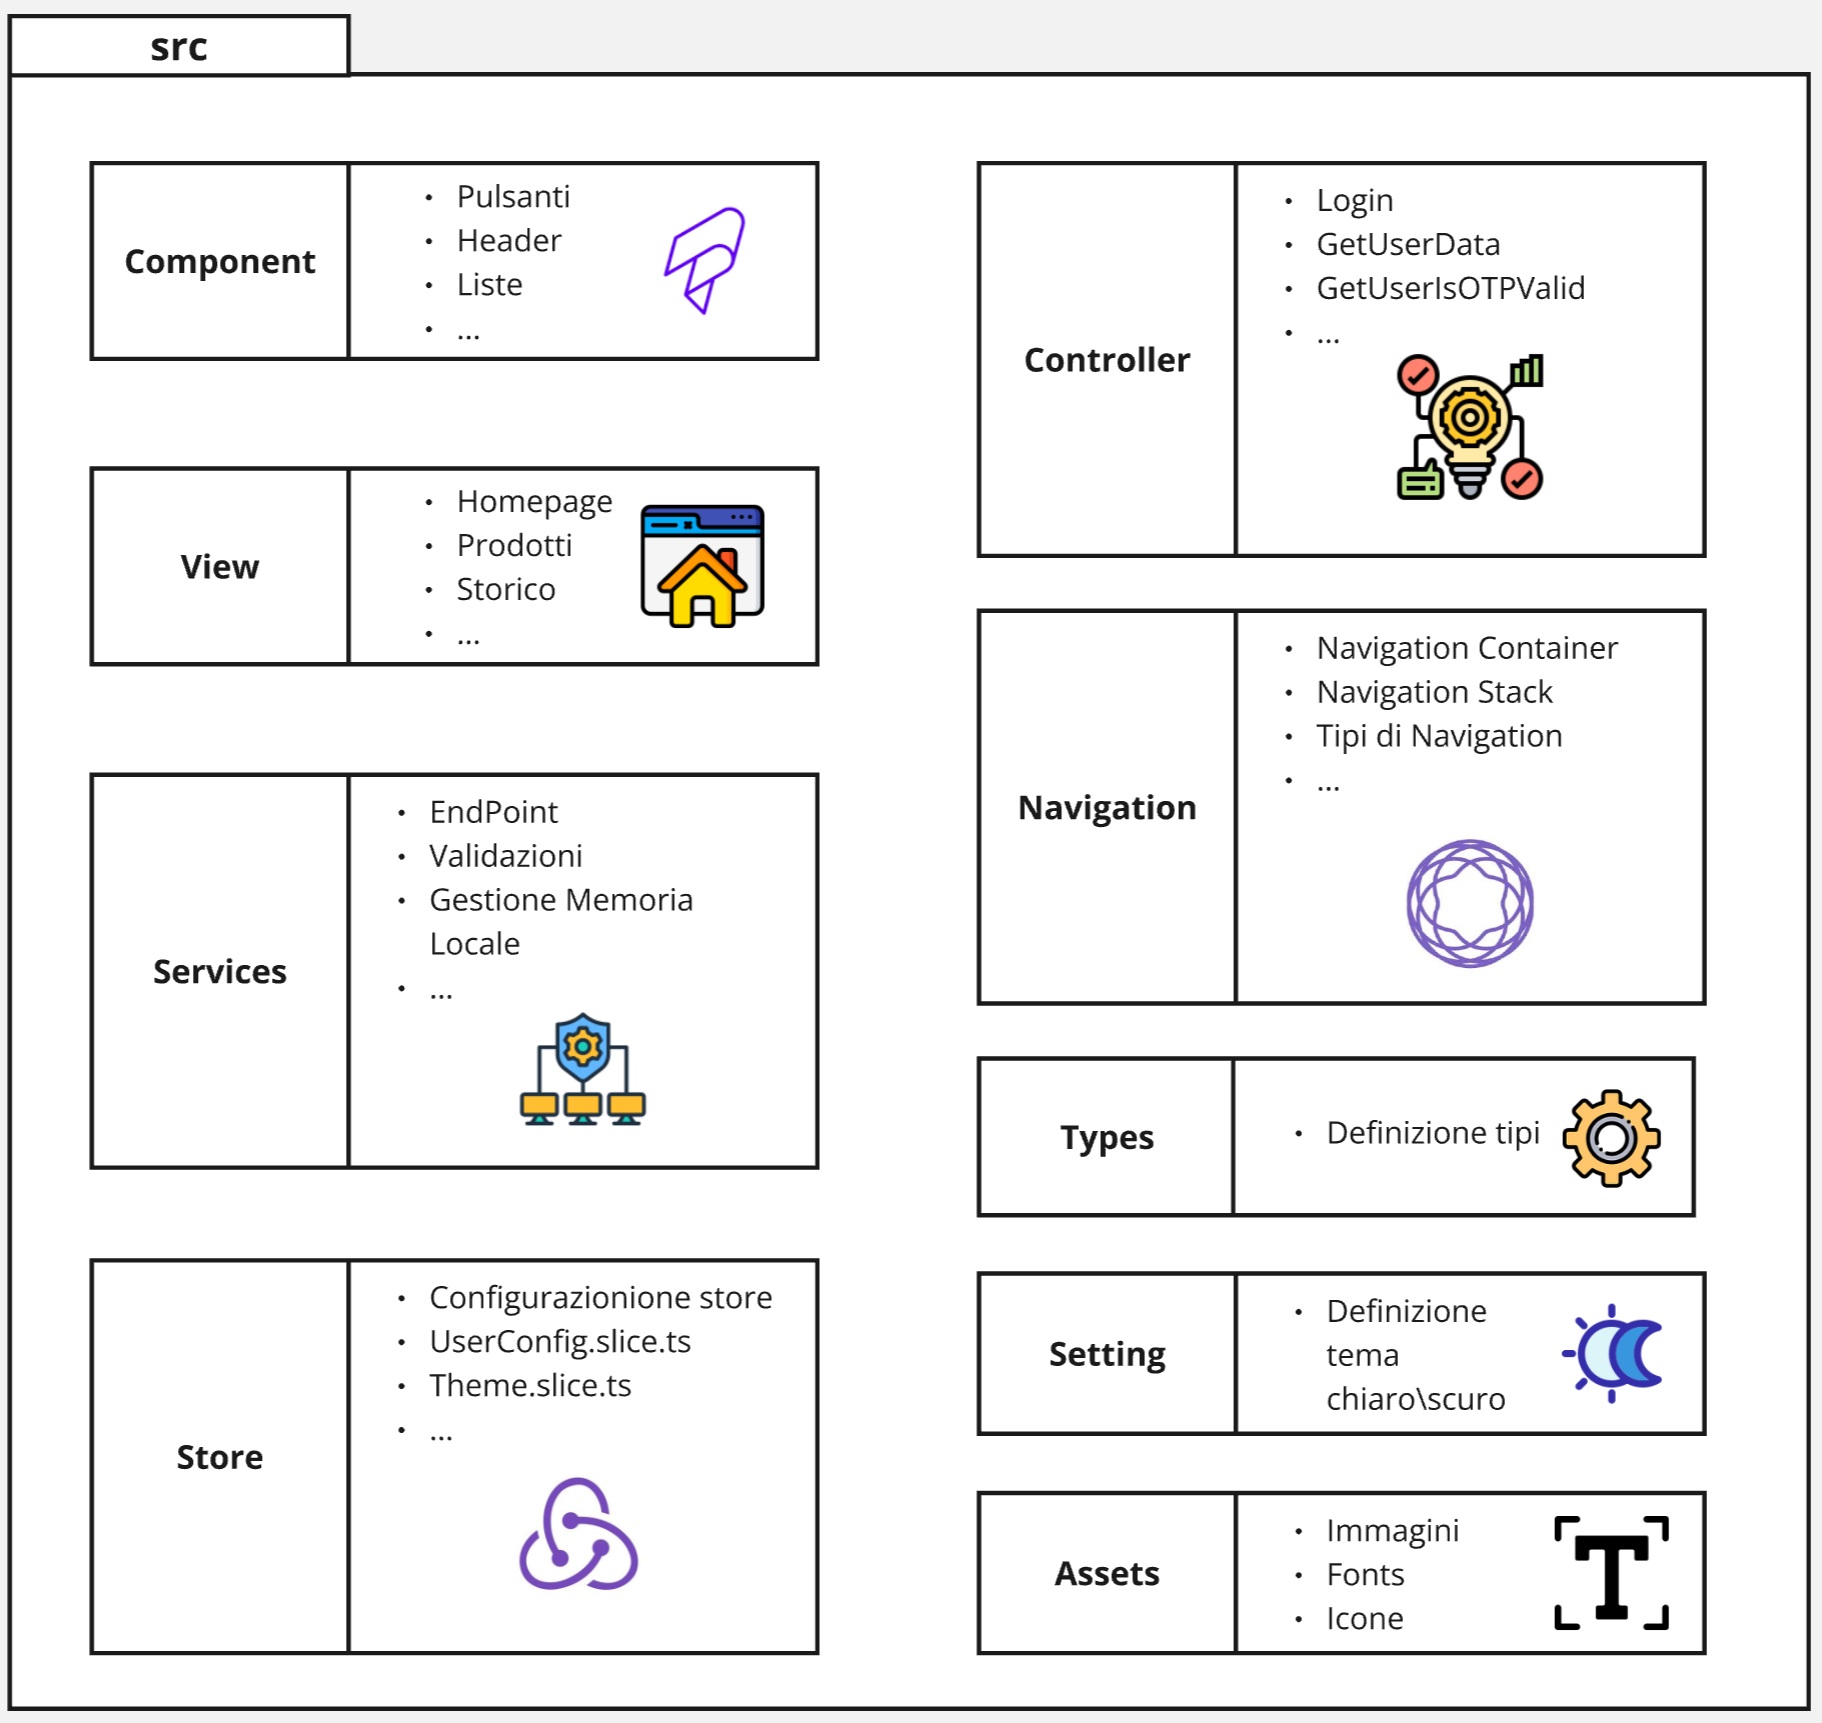 src
Component
• Pulsanti
• Header
• Liste
• ...
View
• Homepage
• Prodotti
• Storico
• ...
Services
• EndPoint
• Validazioni
• Gestione Memoria
Locale
• ...
Store
• Configurazionione store
• UserConfig.slice.ts
• Theme.slice.ts
• ...
Controller
• Login
• GetUserData
• GetUserIsOTPValid
• ...
Navigation
• Navigation Container
• Navigation Stack
• Tipi di Navigation
• ...
Types
• Definizione tipi
Setting
• Definizione
tema
chiaro\scuro
Assets
• Immagini
• Fonts
• Icone
T